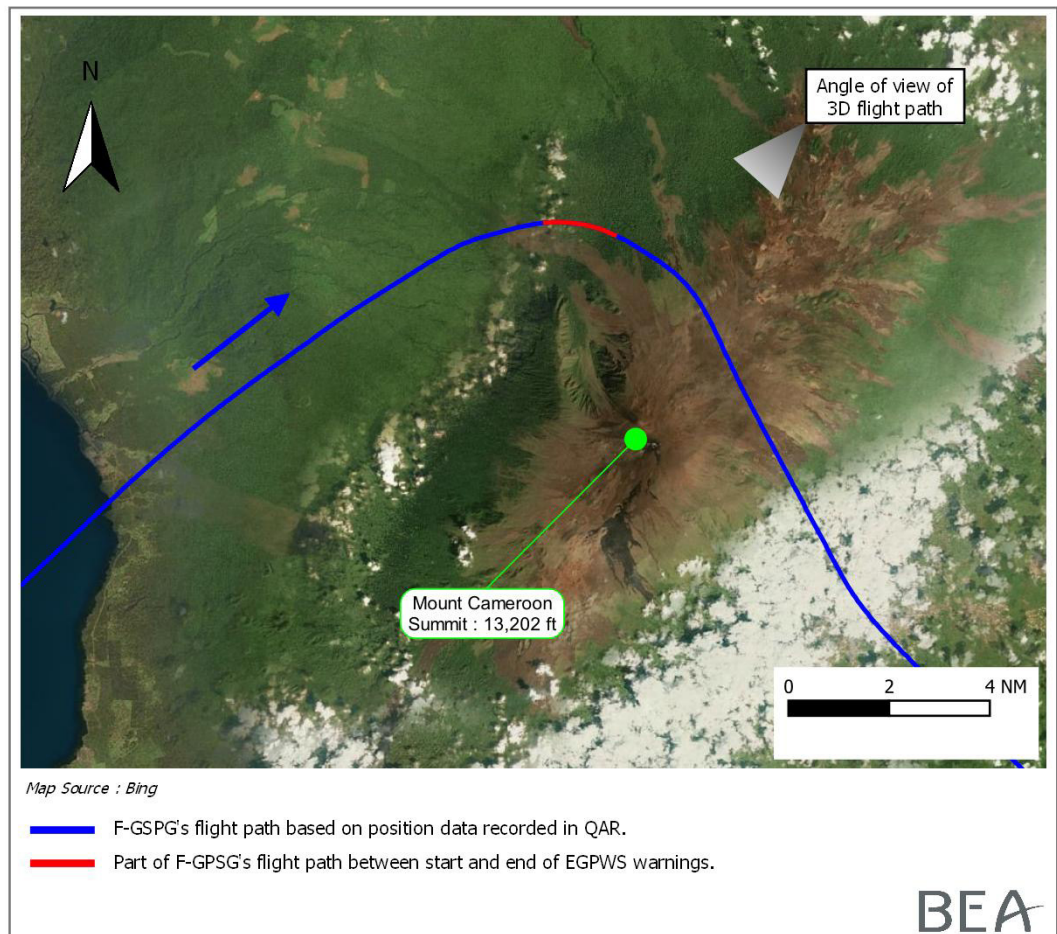 N
Angle of view of
3D flight path
Mount Cameroon
Summit : 13,202 ft
0 2 4 NM
Map Source : Bing
F-GSPG's flight path based on position data recorded in QAR.
Part of F-GPSG's flight path between start and end of EGPWS warnings.
BEA